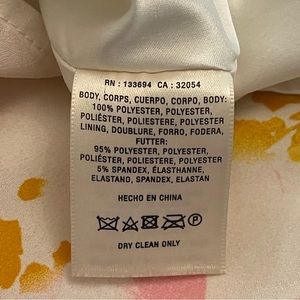 RN : 133694 CA : 32054
BODY, CORPS, CUERPO, CORPO, BODY:
100% POLYESTER, POLYESTER,
POLIÉSTER, POLIESTERE, POLYESTER
LINING, DOUBLURE, FORRO, FODERA,
FUTTER:
95% POLYESTER, POLYESTER,
POLIÉSTER, POLIESTERE, POLYESTER
5% SPANDEX, ÉLASTHANNE,
ELASTANO, SPANDEX, ELASTAN
HECHO EN CHINA
P
DRY CLEAN ONLY